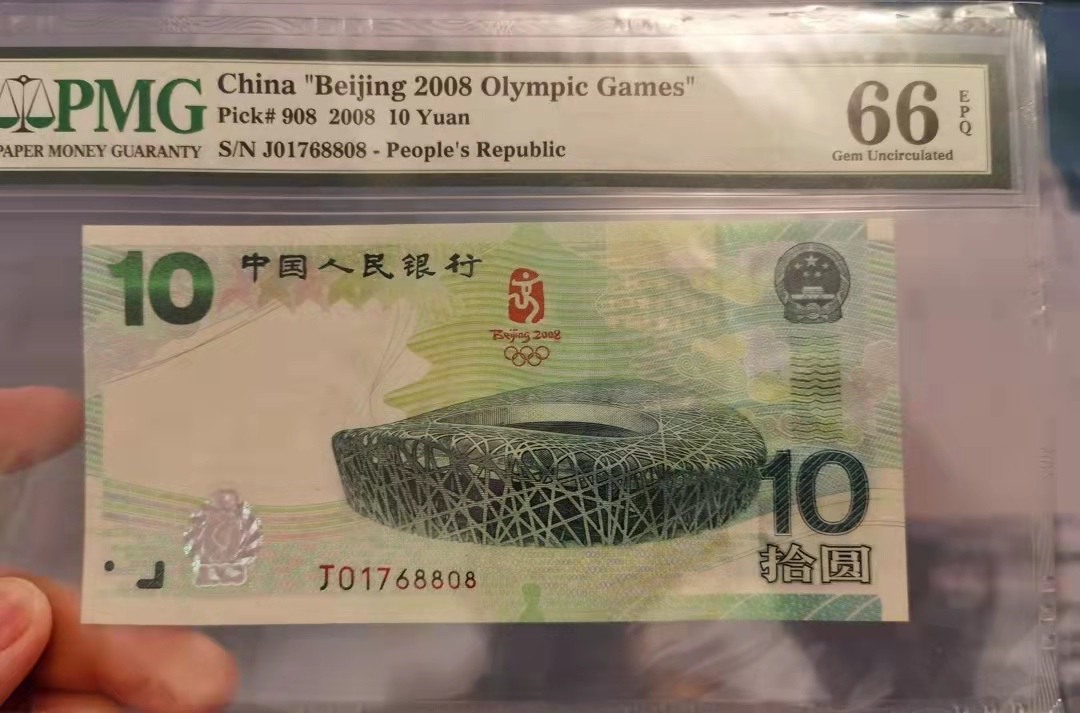 PMG
PAPER MONEY GUARANTY
China "Beijing 2008 Olympic Games"
Pick# 908 2008 10 Yuan
S/N J01768808 - People's Republic
66
EPQ
Gem Uncirculated
10
中国人民银行
Beijing 2008
10
拾圆
J01768808